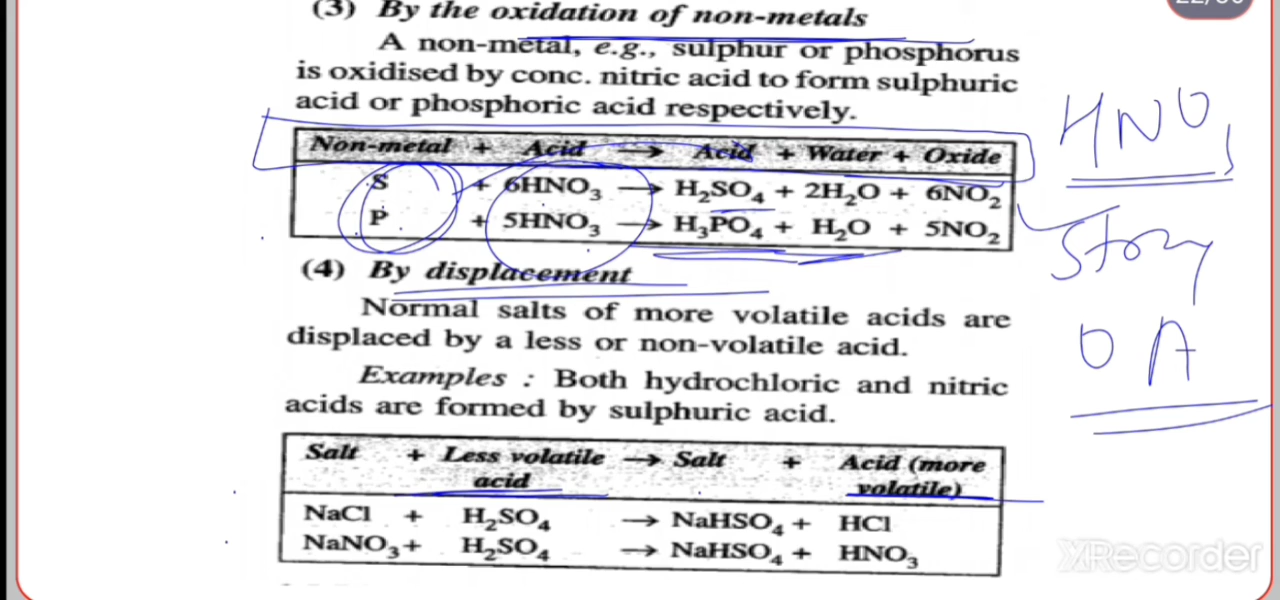 22/30
(3) By the oxidation of non-metals
A non-metal, e.g., sulphur or phosphorus
is oxidised by conc. nitric acid to form sulphuric
acid or phosphoric acid respectively.
Non-metal + Acid → Acid + Water + Oxide
S + 6HNO₃ → H₂SO₄ + 2H₂O + 6NO₂
P + 5HNO₃ → H₃PO₄ + H₂O + 5NO₂
HNO₃
Strong
O A
(4) By displacement
Normal salts of more volatile acids are
displaced by a less or non-volatile acid.
Examples : Both hydrochloric and nitric
acids are formed by sulphuric acid.
Salt + Less volatile → Salt + Acid (more
acid volatile)
NaCl + H₂SO₄ → NaHSO₄ + HCl
NaNO₃ + H₂SO₄ → NaHSO₄ + HNO₃
XRecorder